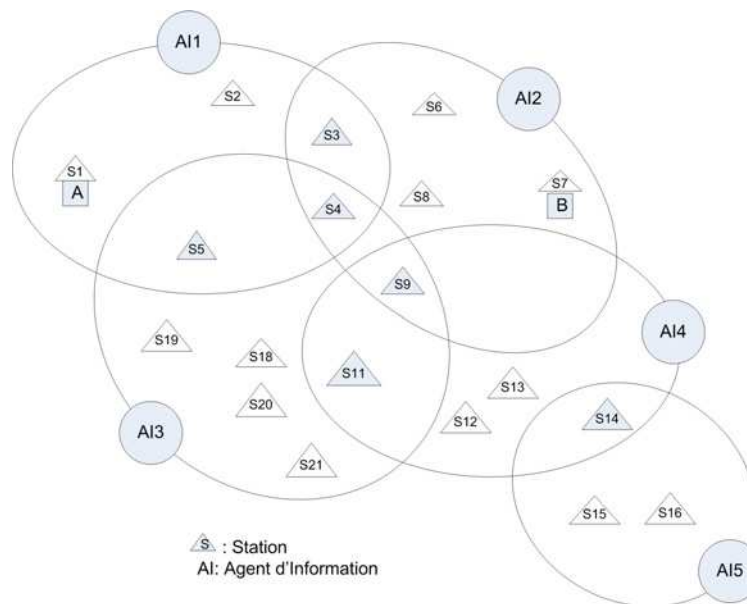 AI1
S2
S6
AI2
S3
S1
A
S7
B
S8
S4
S5
S9
AI4
S19
S18
S11
S13
S20
S12
S14
AI3
S21
S15
S16
S : Station
AI: Agent d'Information
AI5